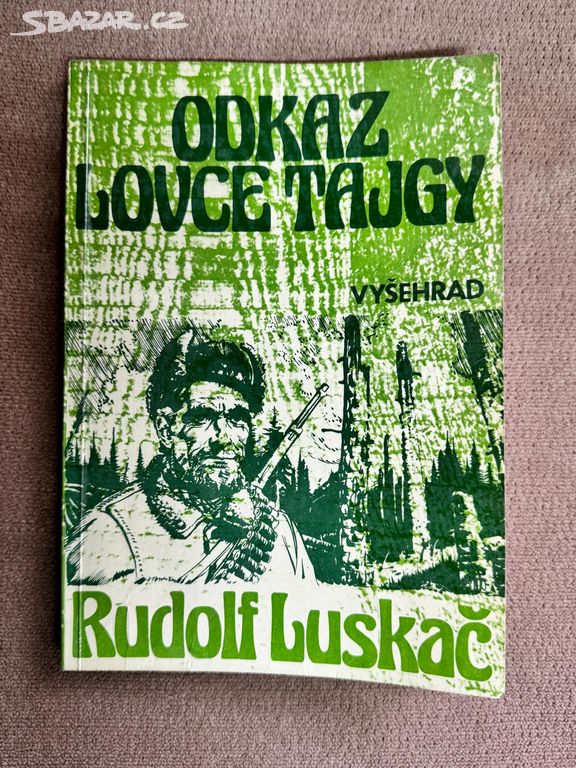 SBAZAR.CZ
ODKAZ
LOVCE TAJGY
VYŠEHRAD
Rudolf Luskač